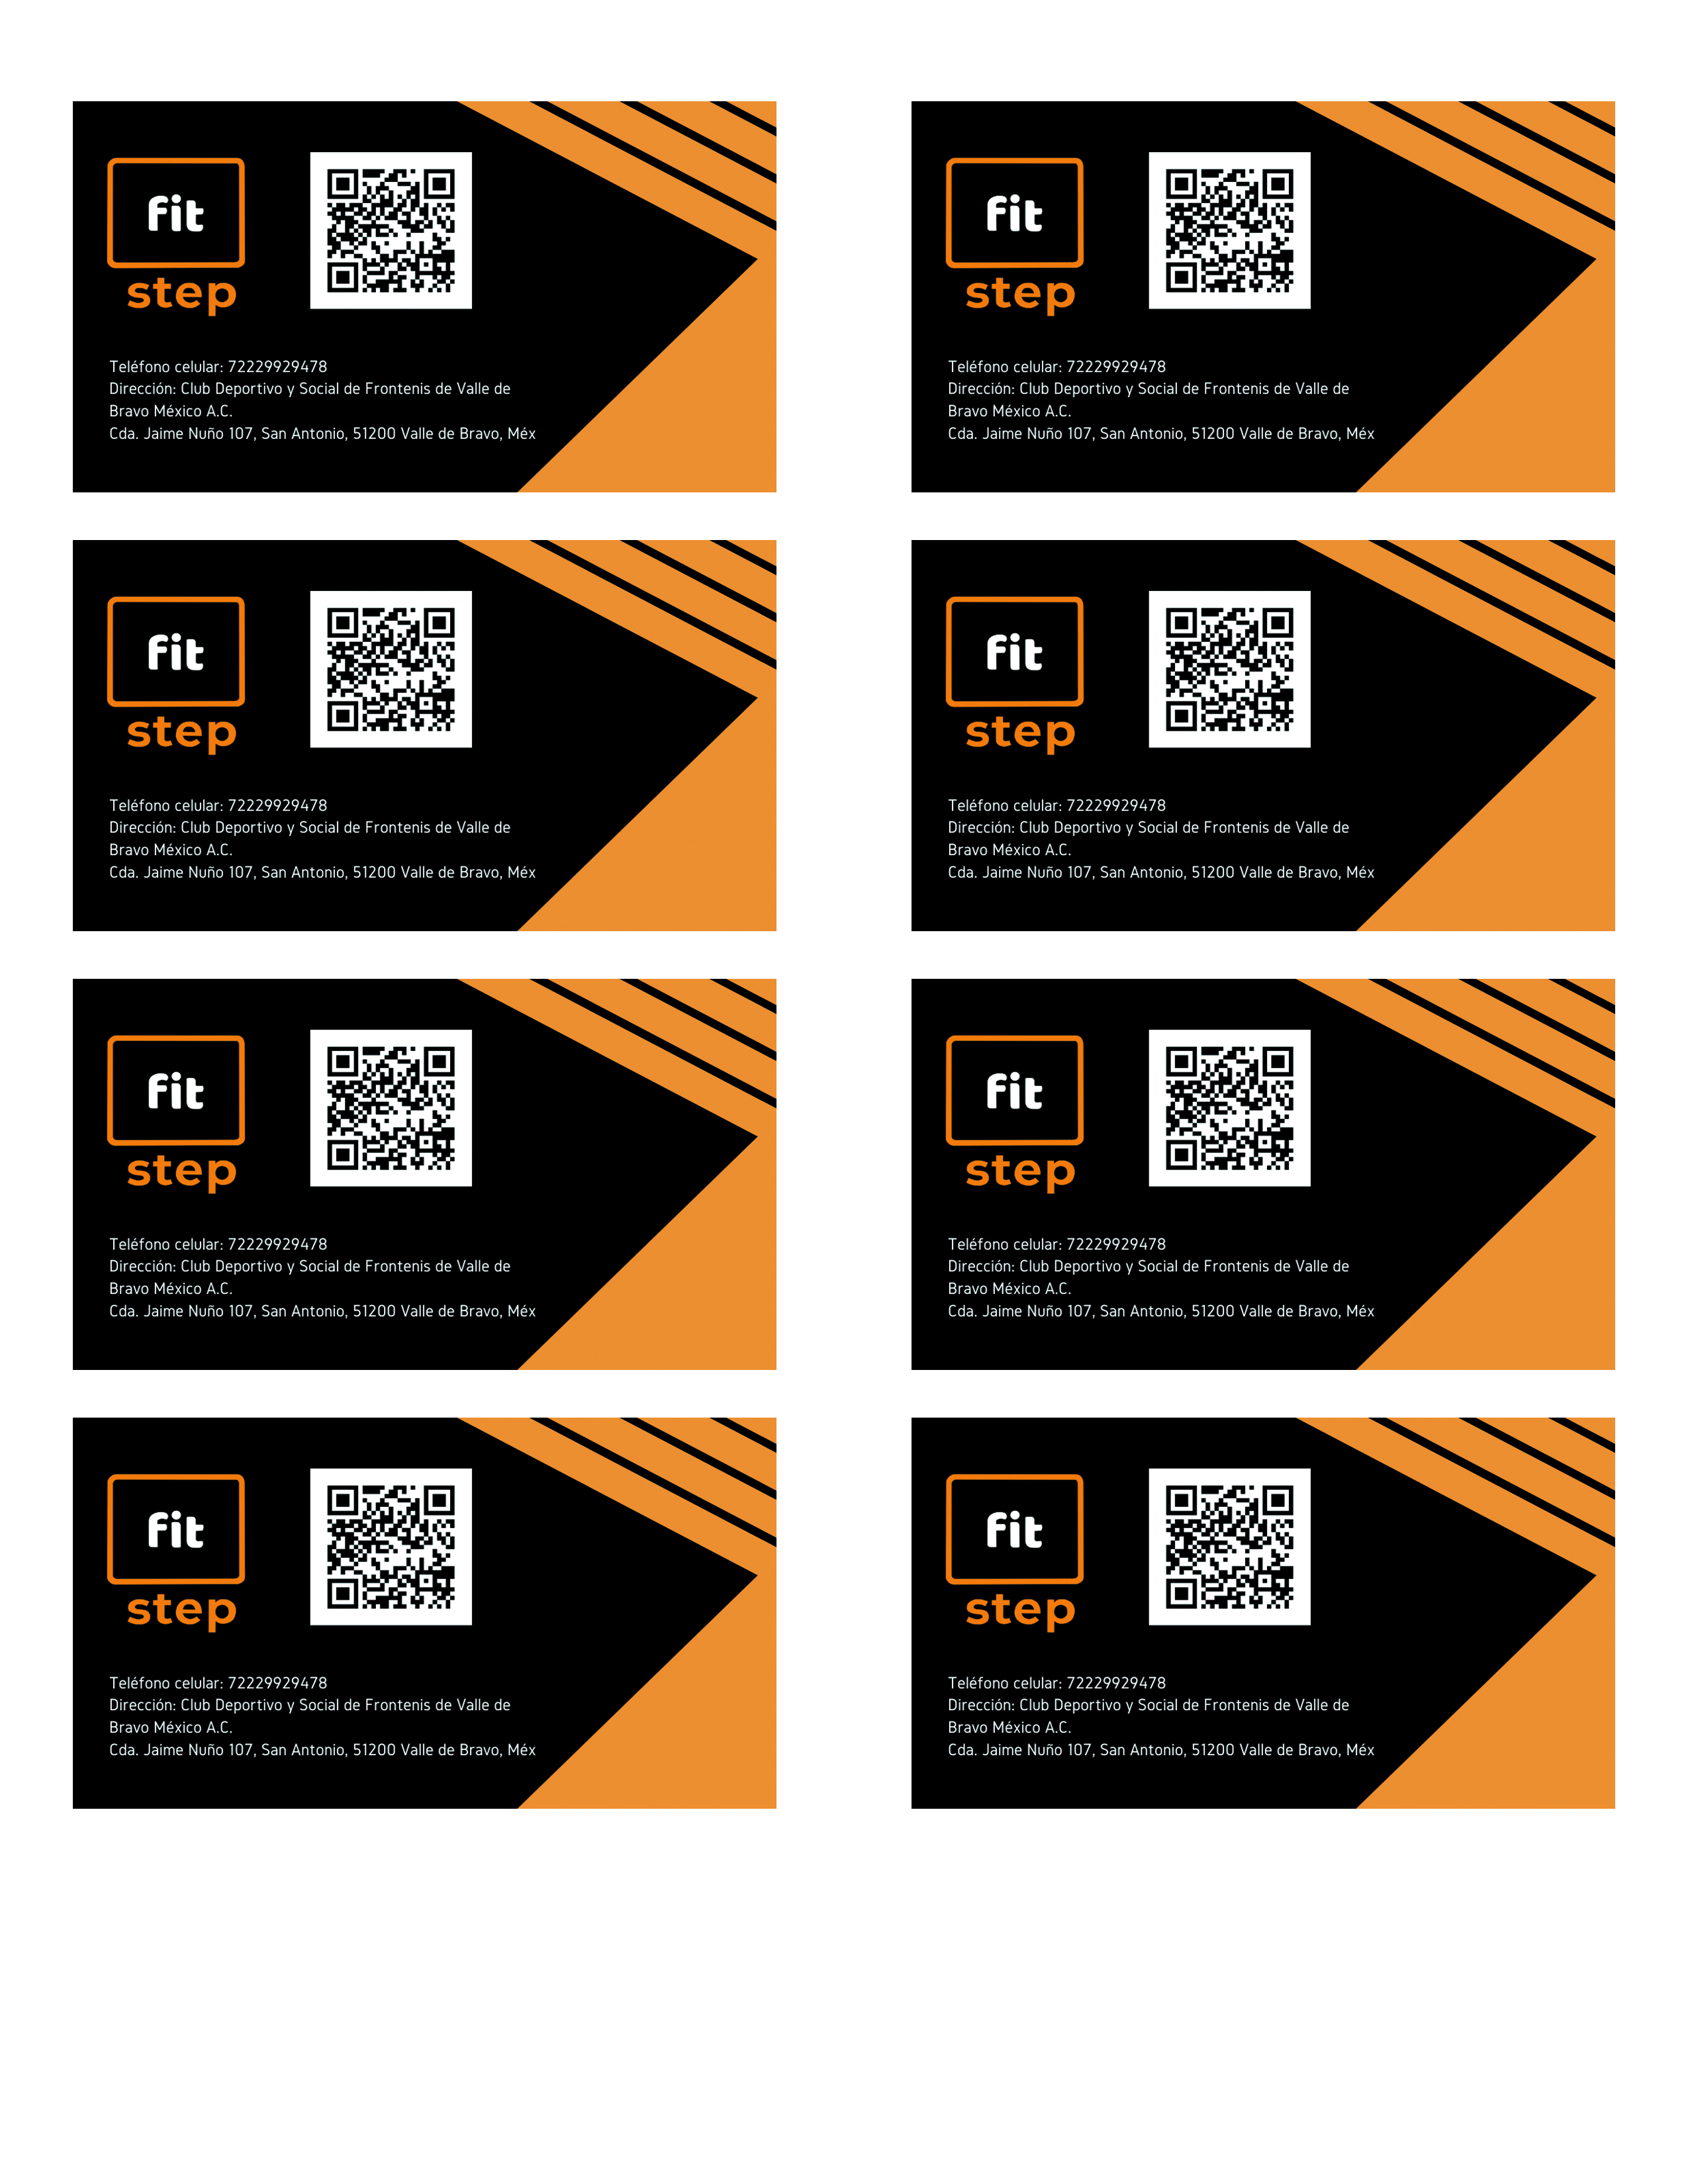 fit
step
Teléfono celular: 72229929478
Dirección: Club Deportivo y Social de Frontenis de Valle de
Bravo México A.C.
Cda. Jaime Nuño 107, San Antonio, 51200 Valle de Bravo, Méx
fit
step
Teléfono celular: 72229929478
Dirección: Club Deportivo y Social de Frontenis de Valle de
Bravo México A.C.
Cda. Jaime Nuño 107, San Antonio, 51200 Valle de Bravo, Méx
fit
step
Teléfono celular: 72229929478
Dirección: Club Deportivo y Social de Frontenis de Valle de
Bravo México A.C.
Cda. Jaime Nuño 107, San Antonio, 51200 Valle de Bravo, Méx
fit
step
Teléfono celular: 72229929478
Dirección: Club Deportivo y Social de Frontenis de Valle de
Bravo México A.C.
Cda. Jaime Nuño 107, San Antonio, 51200 Valle de Bravo, Méx
fit
step
Teléfono celular: 72229929478
Dirección: Club Deportivo y Social de Frontenis de Valle de
Bravo México A.C.
Cda. Jaime Nuño 107, San Antonio, 51200 Valle de Bravo, Méx
fit
step
Teléfono celular: 72229929478
Dirección: Club Deportivo y Social de Frontenis de Valle de
Bravo México A.C.
Cda. Jaime Nuño 107, San Antonio, 51200 Valle de Bravo, Méx
fit
step
Teléfono celular: 72229929478
Dirección: Club Deportivo y Social de Frontenis de Valle de
Bravo México A.C.
Cda. Jaime Nuño 107, San Antonio, 51200 Valle de Bravo, Méx
fit
step
Teléfono celular: 72229929478
Dirección: Club Deportivo y Social de Frontenis de Valle de
Bravo México A.C.
Cda. Jaime Nuño 107, San Antonio, 51200 Valle de Bravo, Méx